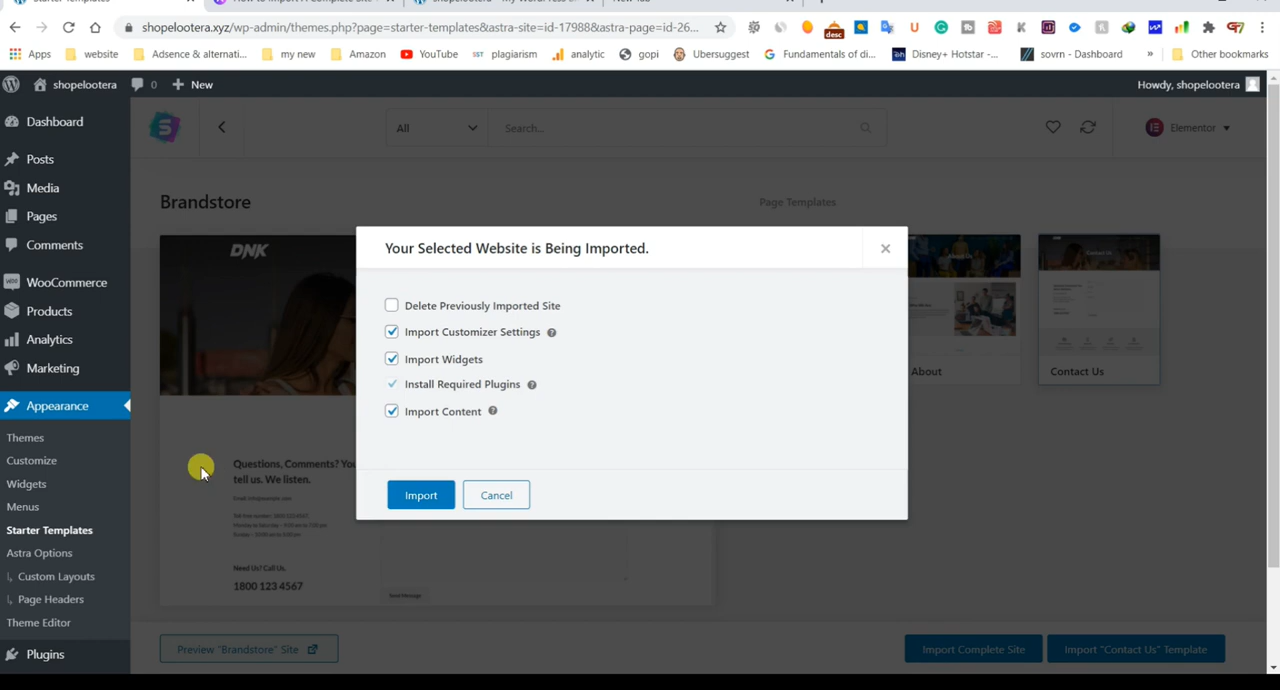 shopelootera.xyz/wp-admin/themes.php?page=starter-templates&astra-site=id-17988&astra-page=id-26...
desc
Apps
website
Adsence & alternati...
my new
Amazon
YouTube
plagiarism
analytic
gopi
Ubersuggest
Fundamentals of di...
Disney+ Hotstar -...
sovrn - Dashboard
»
Other bookmarks
shopelootera
0
New
Howdy, shopelootera
Dashboard
Posts
Media
Pages
Comments
WooCommerce
Products
Analytics
Marketing
Appearance
Themes
Customize
Widgets
Menus
Starter Templates
Astra Options
Custom Layouts
Page Headers
Theme Editor
Plugins
All
Search...
Elementor
Brandstore
Page Templates
DNK
Your Selected Website is Being Imported.
Delete Previously Imported Site
Import Customizer Settings
Import Widgets
Install Required Plugins
Import Content
Import
Cancel
Questions, Comments? You
tell us. We listen.
Need Us? Call Us.
1800 123 4567
Send Message
About
Contact Us
Preview "Brandstore" Site
Import Complete Site
Import "Contact Us" Template